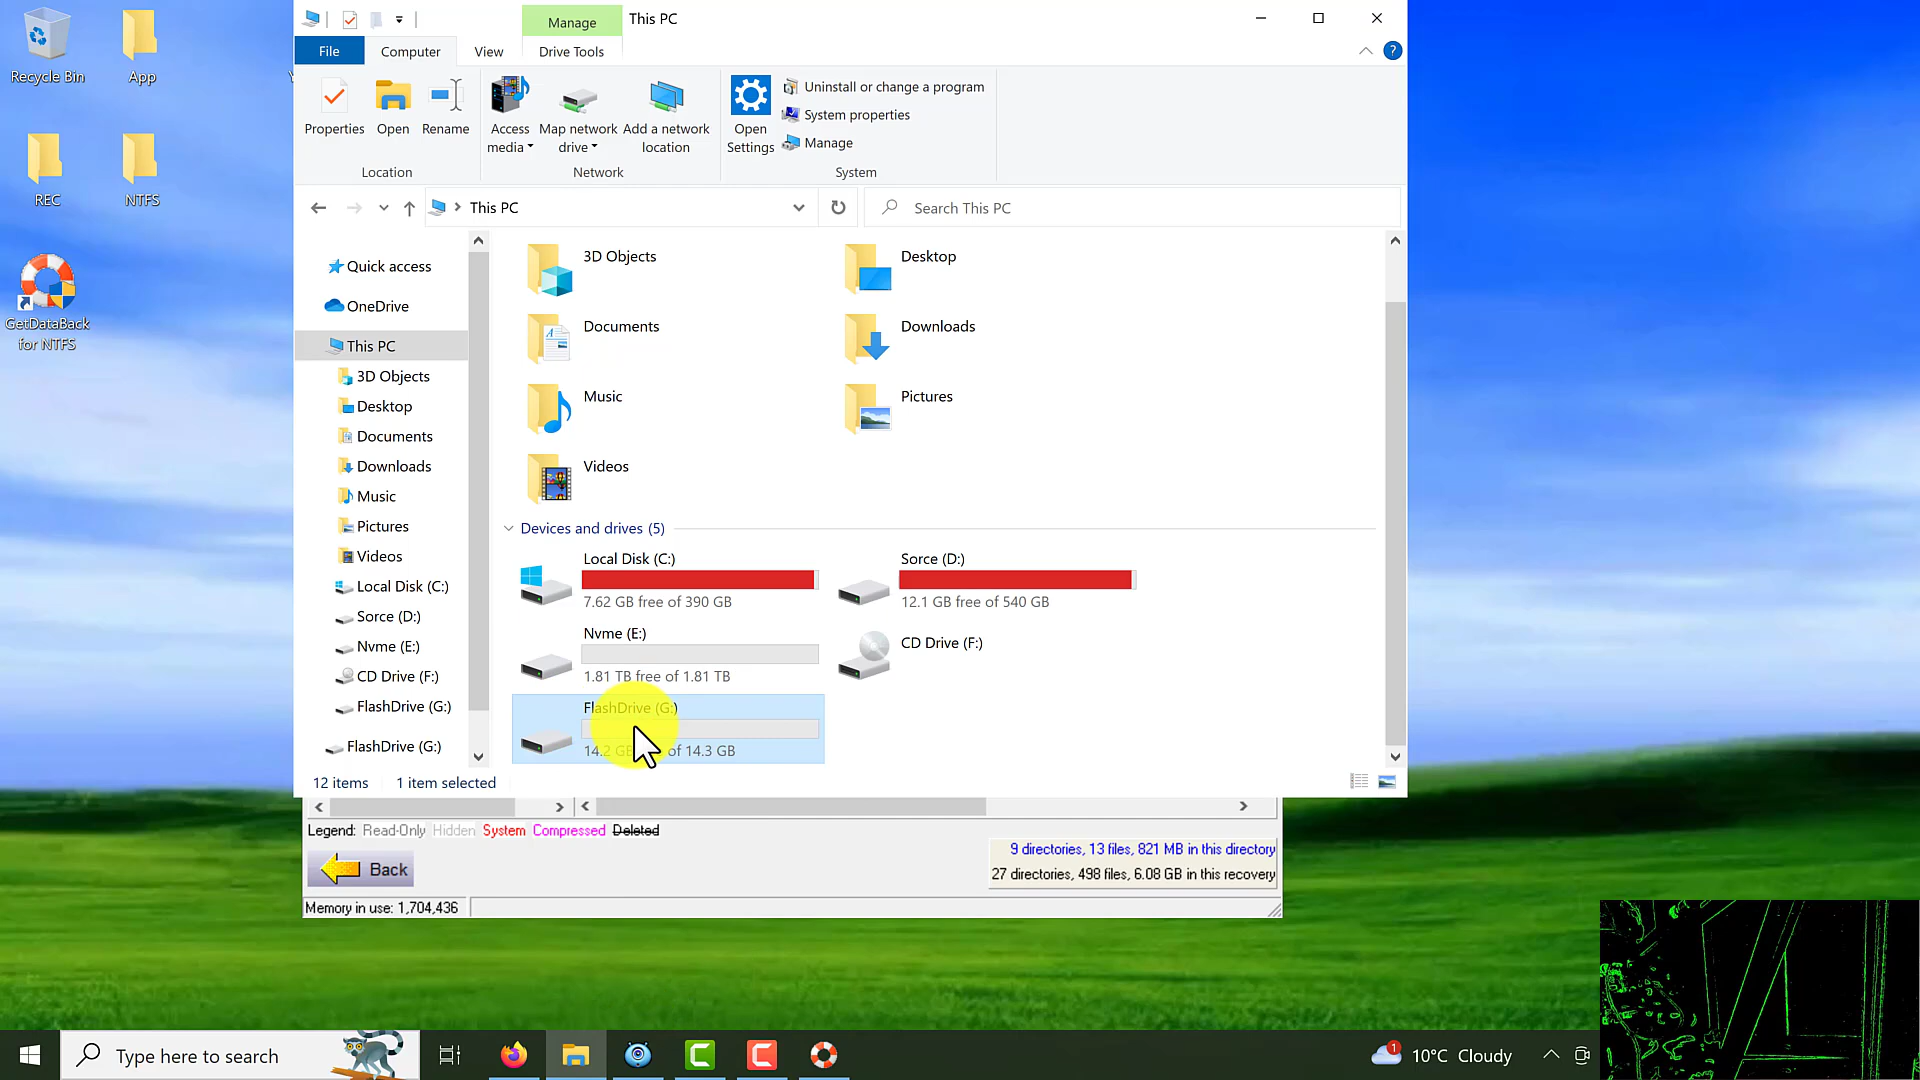 Recycle Bin
App
REC
NTFS
GetDataBack
for NTFS
Manage
This PC
File
Computer
View
Drive Tools
Properties
Open
Rename
Access
media
Map network
drive
Add a network
location
Open
Settings
Uninstall or change a program
System properties
Manage
Location
Network
System
This PC
Search This PC
Quick access
OneDrive
This PC
3D Objects
Desktop
Documents
Downloads
Music
Pictures
Videos
Local Disk (C:)
Sorce (D:)
Nvme (E:)
CD Drive (F:)
FlashDrive (G:)
FlashDrive (G:)
3D Objects
Desktop
Documents
Downloads
Music
Pictures
Videos
Devices and drives (5)
Local Disk (C:)
7.62 GB free of 390 GB
Sorce (D:)
12.1 GB free of 540 GB
Nvme (E:)
1.81 TB free of 1.81 TB
CD Drive (F:)
FlashDrive (G:)
14.2 GB of 14.3 GB
12 items
1 item selected
Legend: Read-Only Hidden System Compressed Deleted
9 directories, 13 files, 821 MB in this directory
27 directories, 498 files, 6.08 GB in this recovery
Back
Memory in use: 1,704,436
Type here to search
1
10°C Cloudy